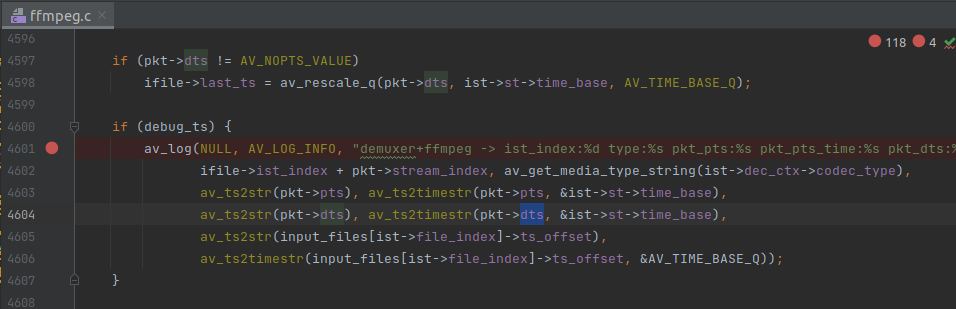 ffmpeg.c
4596
118 4
4597 if (pkt->dts != AV_NOPTS_VALUE)
4598 ifile->last_ts = av_rescale_q(pkt->dts, ist->st->time_base, AV_TIME_BASE_Q);
4599
4600 if (debug_ts) {
4601 av_log(NULL, AV_LOG_INFO, "demuxer+ffmpeg -> ist_index:%d type:%s pkt_pts:%s pkt_pts_time:%s pkt_dts:%
4602 ifile->ist_index + pkt->stream_index, av_get_media_type_string(ist->dec_ctx->codec_type),
4603 av_ts2str(pkt->pts), av_ts2timestr(pkt->pts, &ist->st->time_base),
4604 av_ts2str(pkt->dts), av_ts2timestr(pkt->dts, &ist->st->time_base),
4605 av_ts2str(input_files[ist->file_index]->ts_offset),
4606 av_ts2timestr(input_files[ist->file_index]->ts_offset, &AV_TIME_BASE_Q));
4607 }
4608